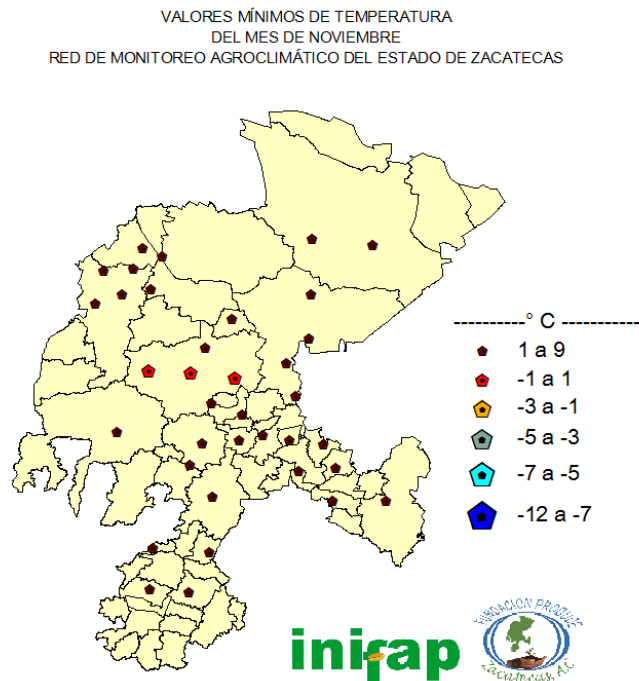 VALORES MÍNIMOS DE TEMPERATURA
DEL MES DE NOVIEMBRE
RED DE MONITOREO AGROCLIMÁTICO DEL ESTADO DE ZACATECAS
----------° C -----------
1 a 9
-1 a 1
-3 a -1
-5 a -3
-7 a -5
-12 a -7
inifap
FUNDACION PRODUCE
Zacatecas, A.C.